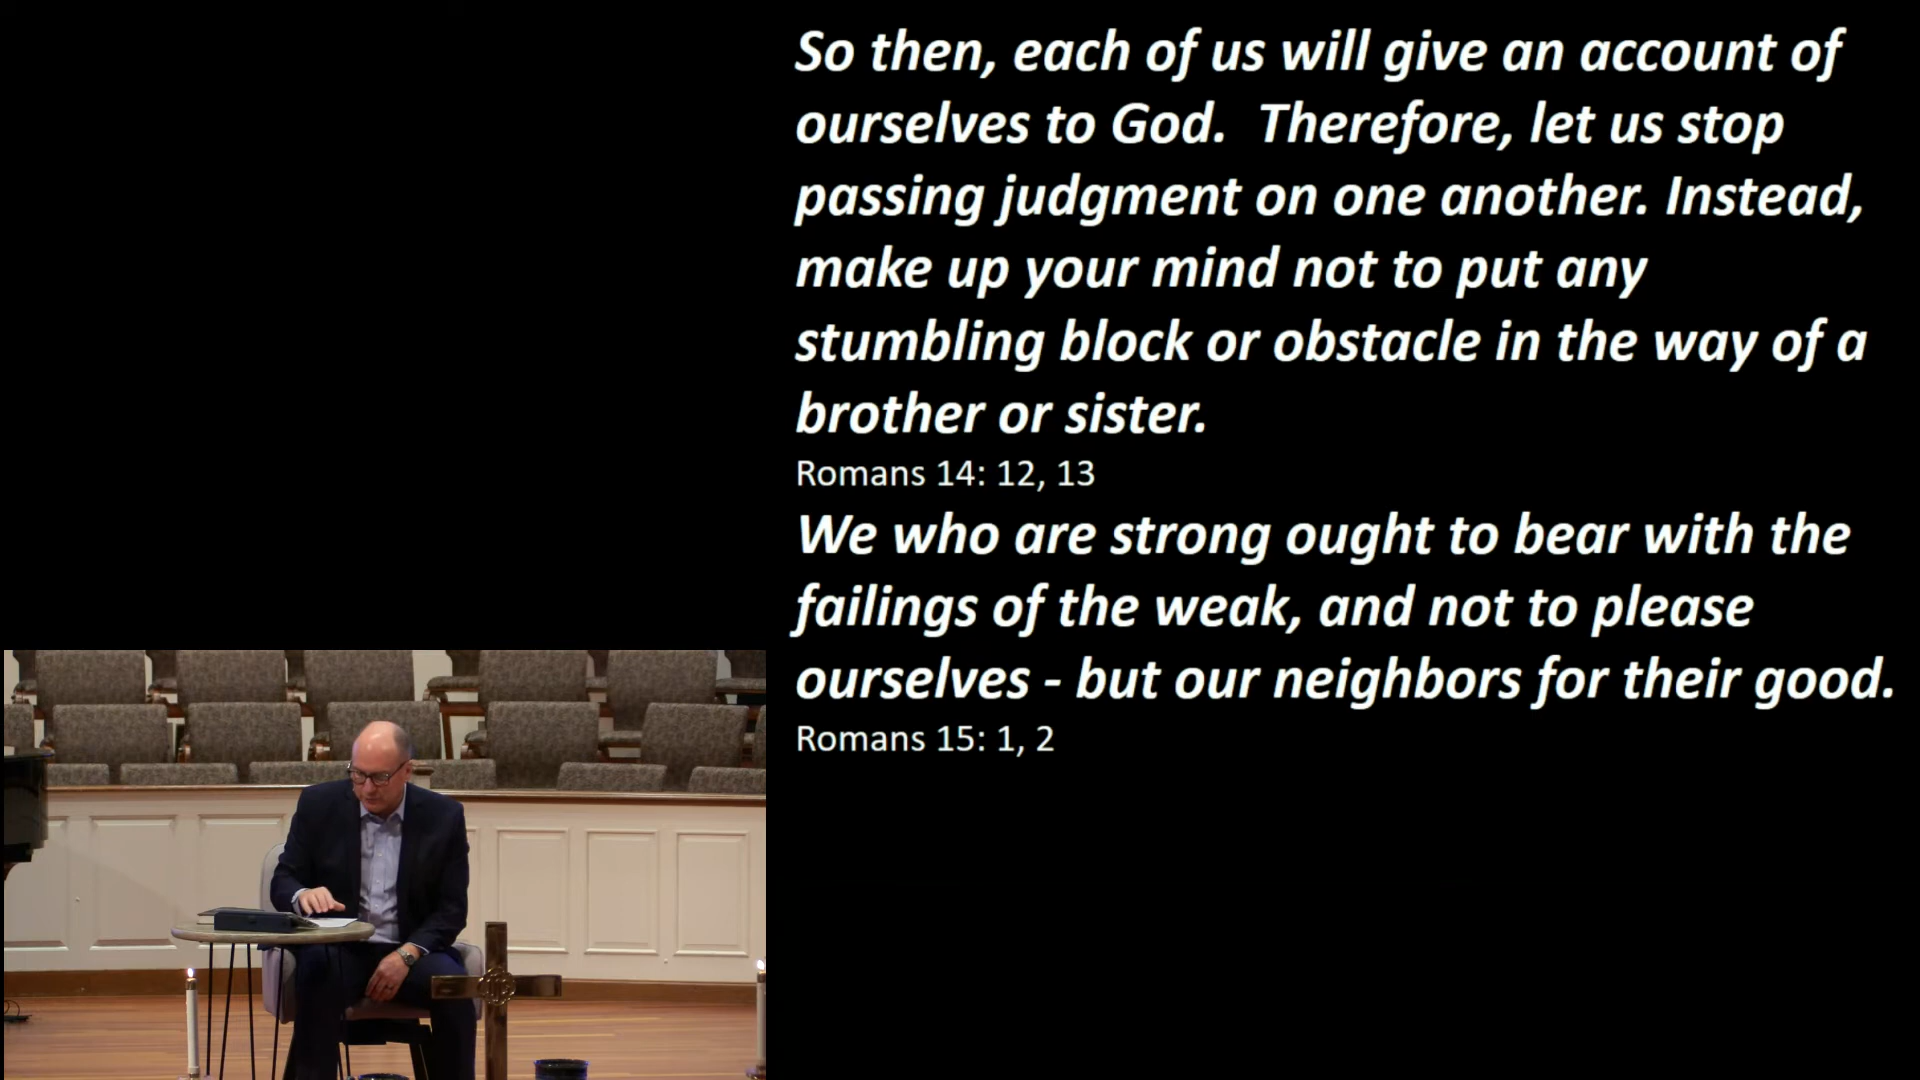 So then, each of us will give an account of
ourselves to God.  Therefore, let us stop
passing judgment on one another. Instead,
make up your mind not to put any
stumbling block or obstacle in the way of a
brother or sister.
Romans 14: 12, 13
We who are strong ought to bear with the
failings of the weak, and not to please
ourselves - but our neighbors for their good.
Romans 15: 1, 2